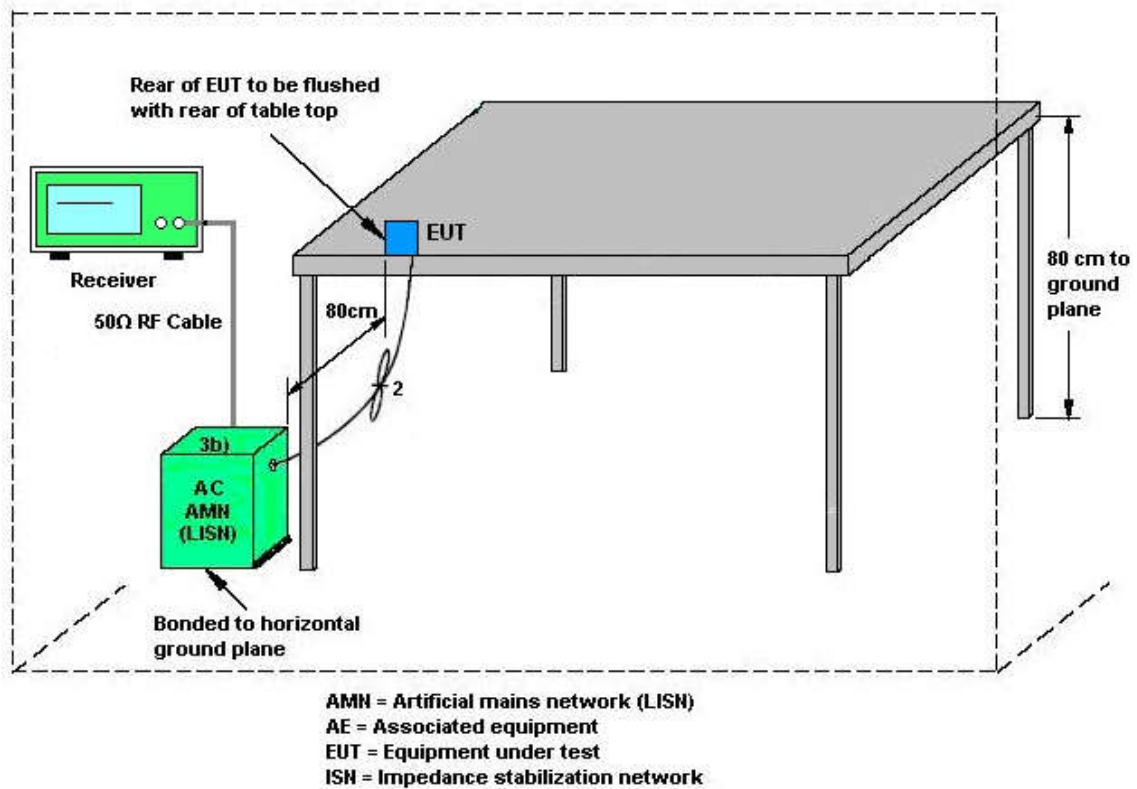 Rear of EUT to be flushed
with rear of table top
EUT
Receiver
50Ω RF Cable
80cm
80 cm to
ground
plane
2
3b)
AC
AMN
(LISN)
Bonded to horizontal
ground plane
AMN = Artificial mains network (LISN)
AE = Associated equipment
EUT = Equipment under test
ISN = Impedance stabilization network